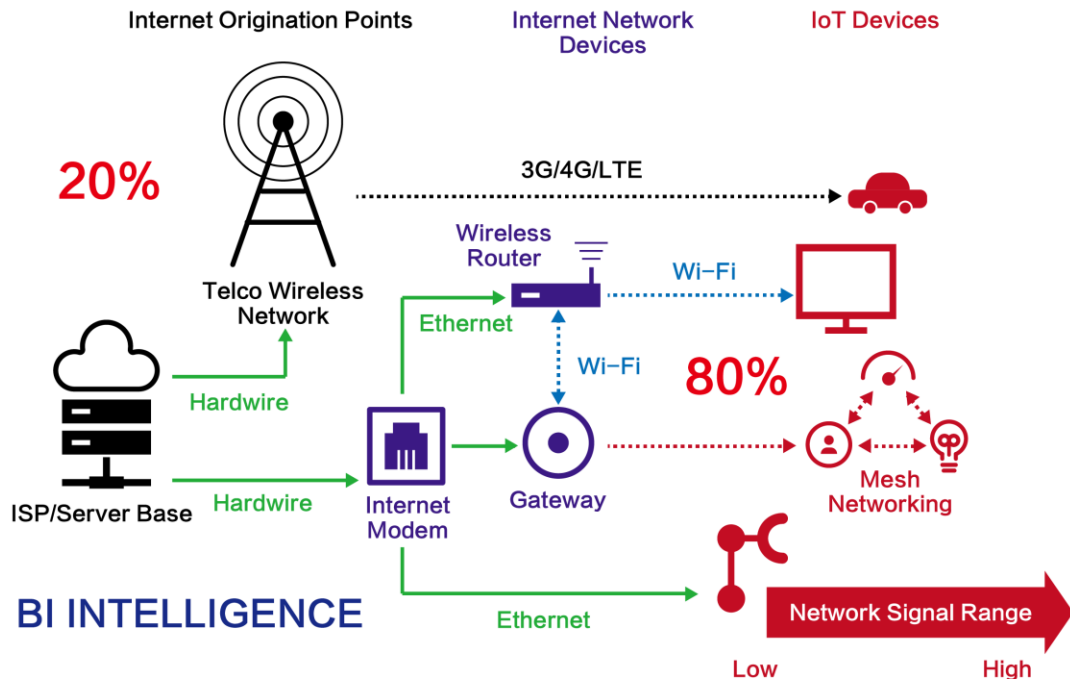 Internet Origination Points
Internet Network
Devices
IoT Devices
20%
3G/4G/LTE
Wireless
Router
Wi-Fi
Telco Wireless
Network
Ethernet
Wi-Fi
80%
Hardwire
Hardwire
ISP/Server Base
Internet
Modem
Gateway
Mesh
Networking
BI INTELLIGENCE
Ethernet
Network Signal Range
Low
High